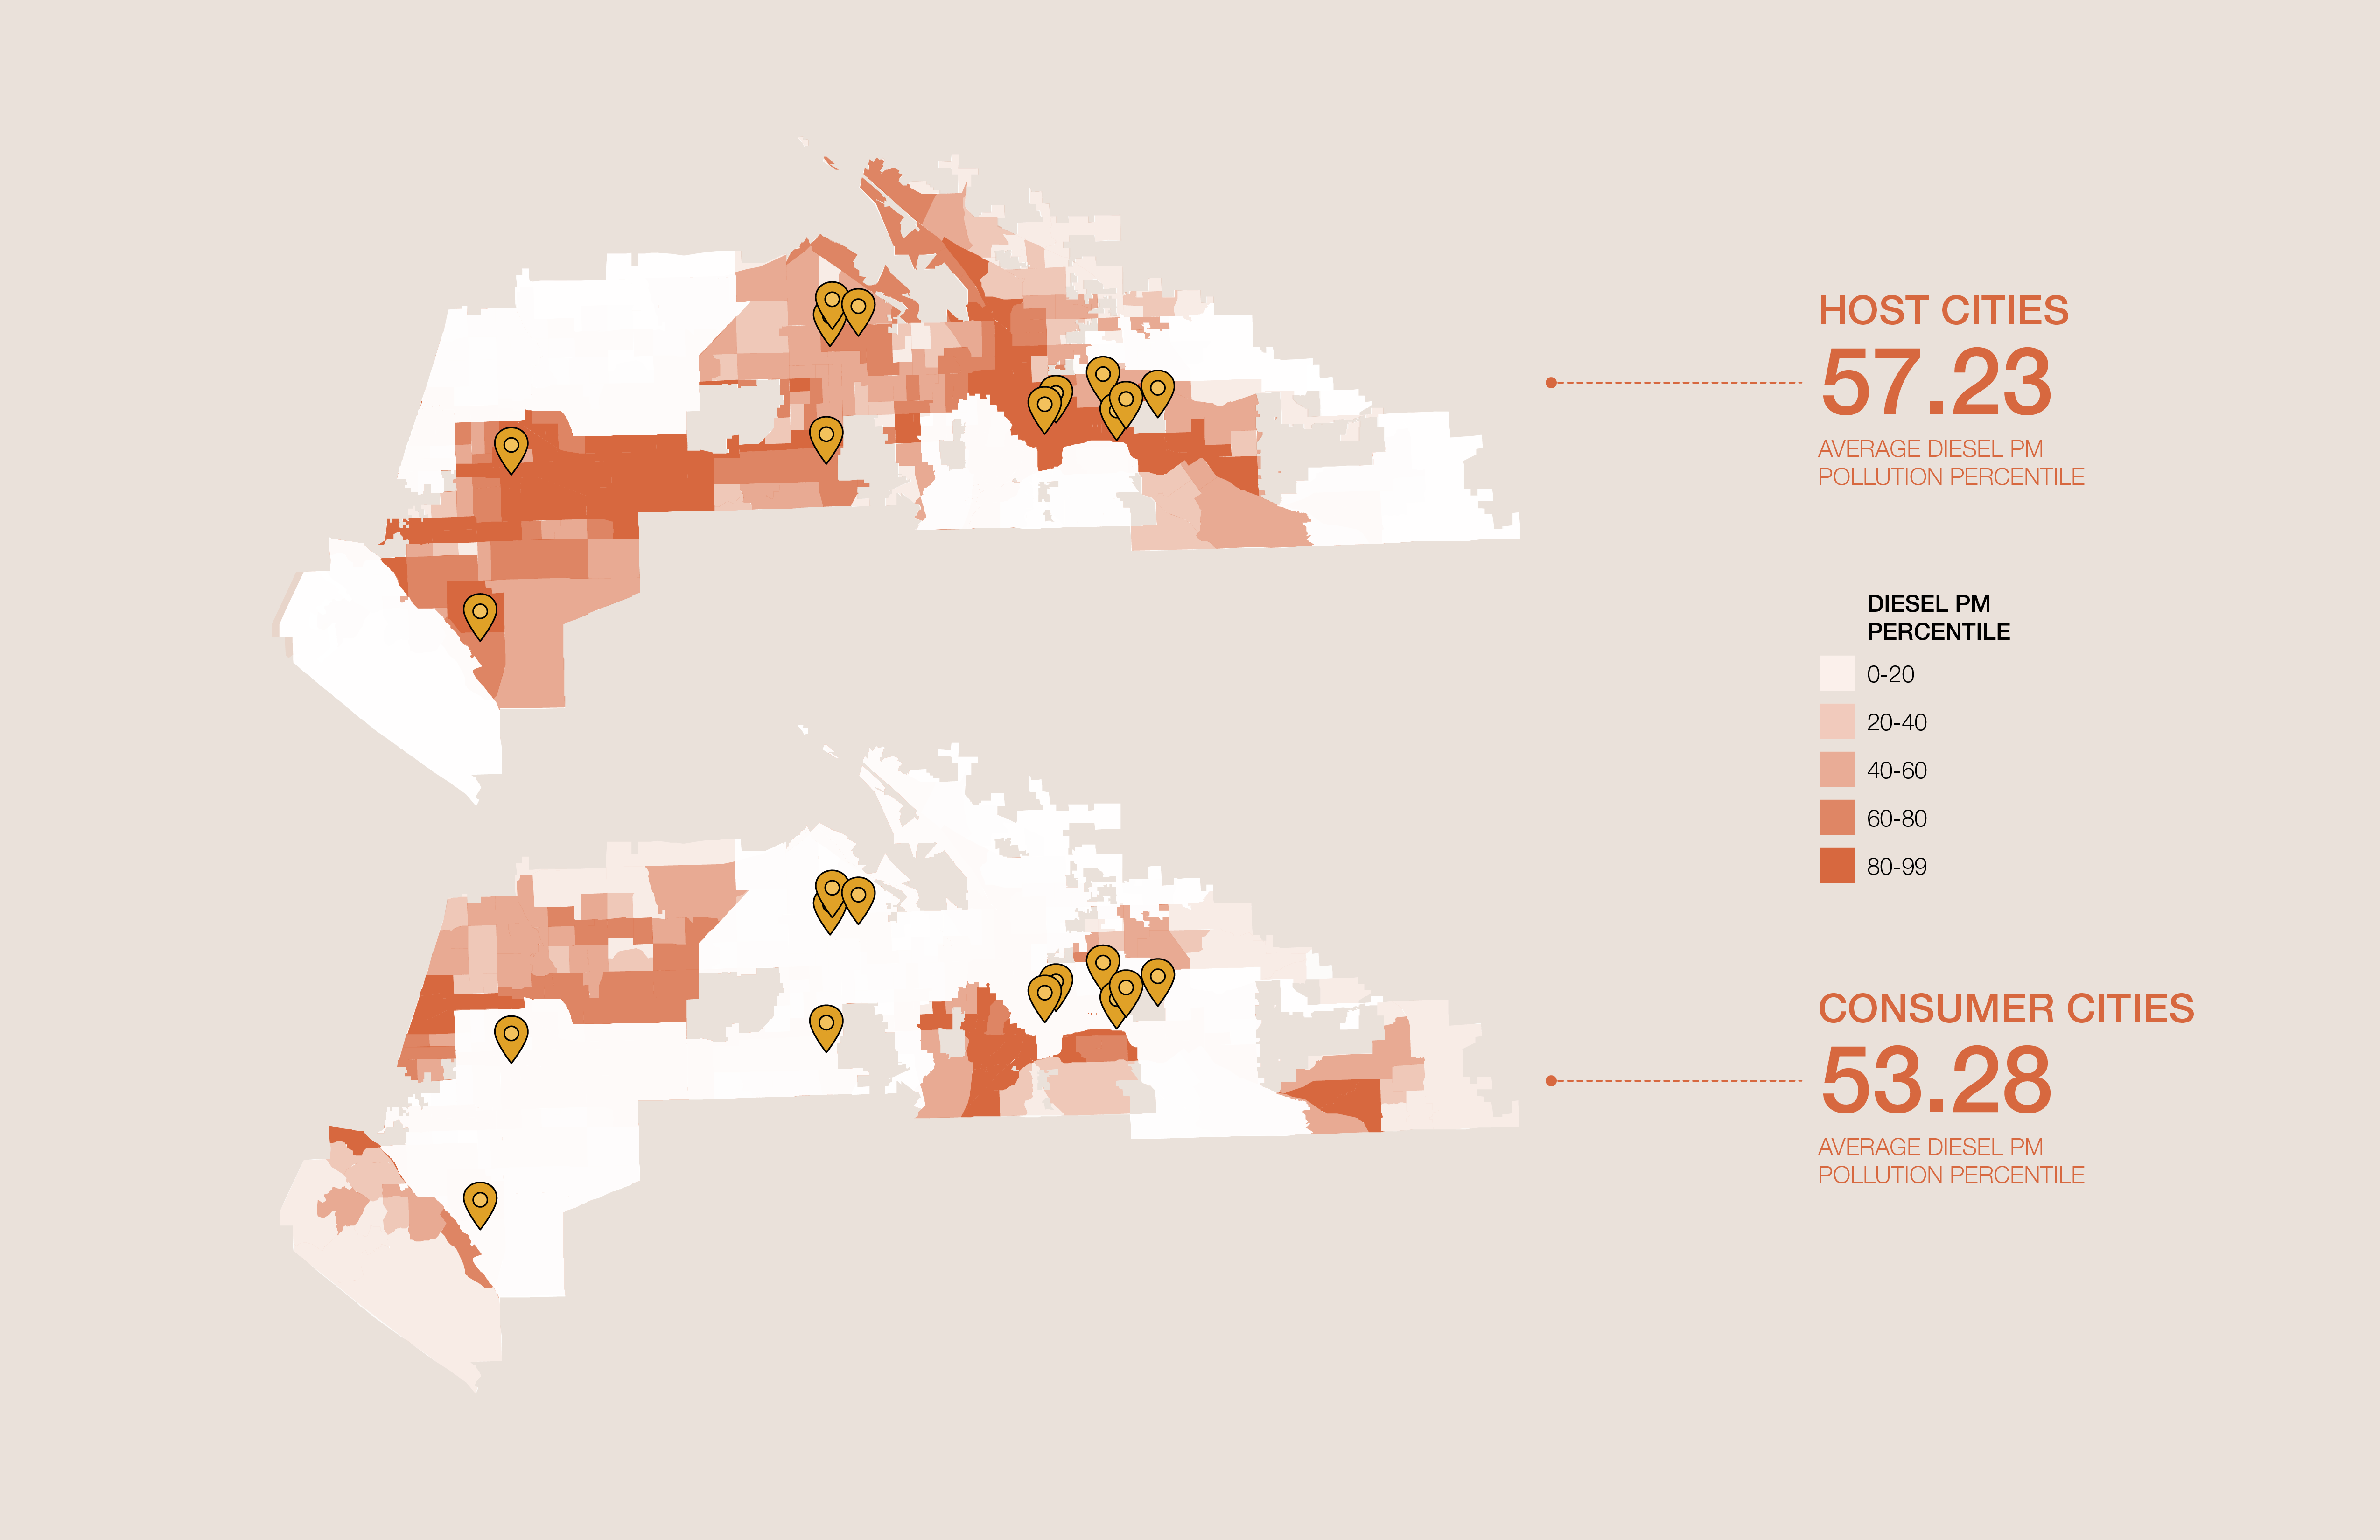 HOST CITIES
57.23
AVERAGE DIESEL PM
POLLUTION PERCENTILE
DIESEL PM
PERCENTILE
0-20
20-40
40-60
60-80
80-99
CONSUMER CITIES
53.28
AVERAGE DIESEL PM
POLLUTION PERCENTILE